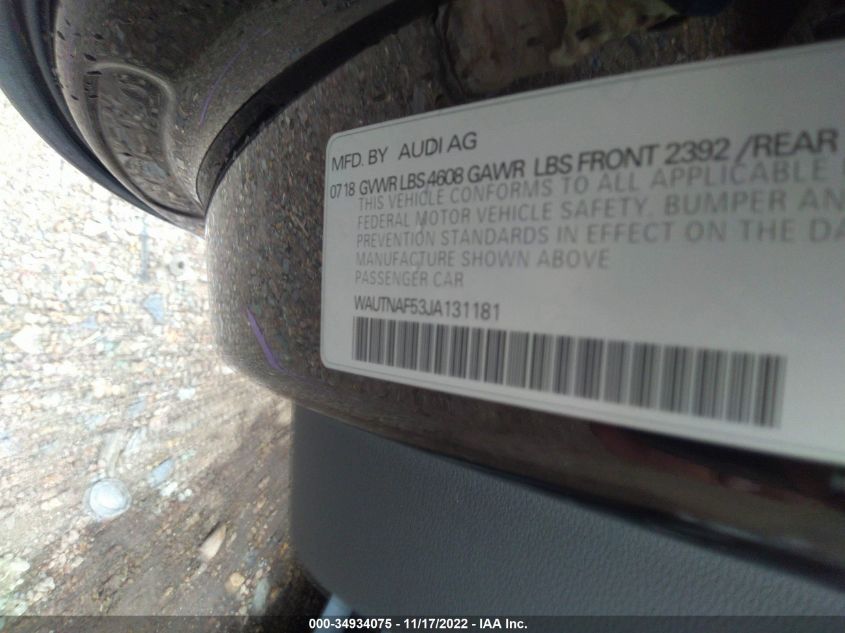 MFD. BY AUDI AG
0718 GVWR LBS 4608 GAWR LBS FRONT 2392 /REAR
THIS VEHICLE CONFORMS TO ALL APPLICABLE
FEDERAL MOTOR VEHICLE SAFETY, BUMPER AN
PREVENTION STANDARDS IN EFFECT ON THE DA
MANUFACTURE SHOWN ABOVE
PASSENGER CAR
WAUTNAF53JA131181
000-34934075 - 11/17/2022 - IAA Inc.